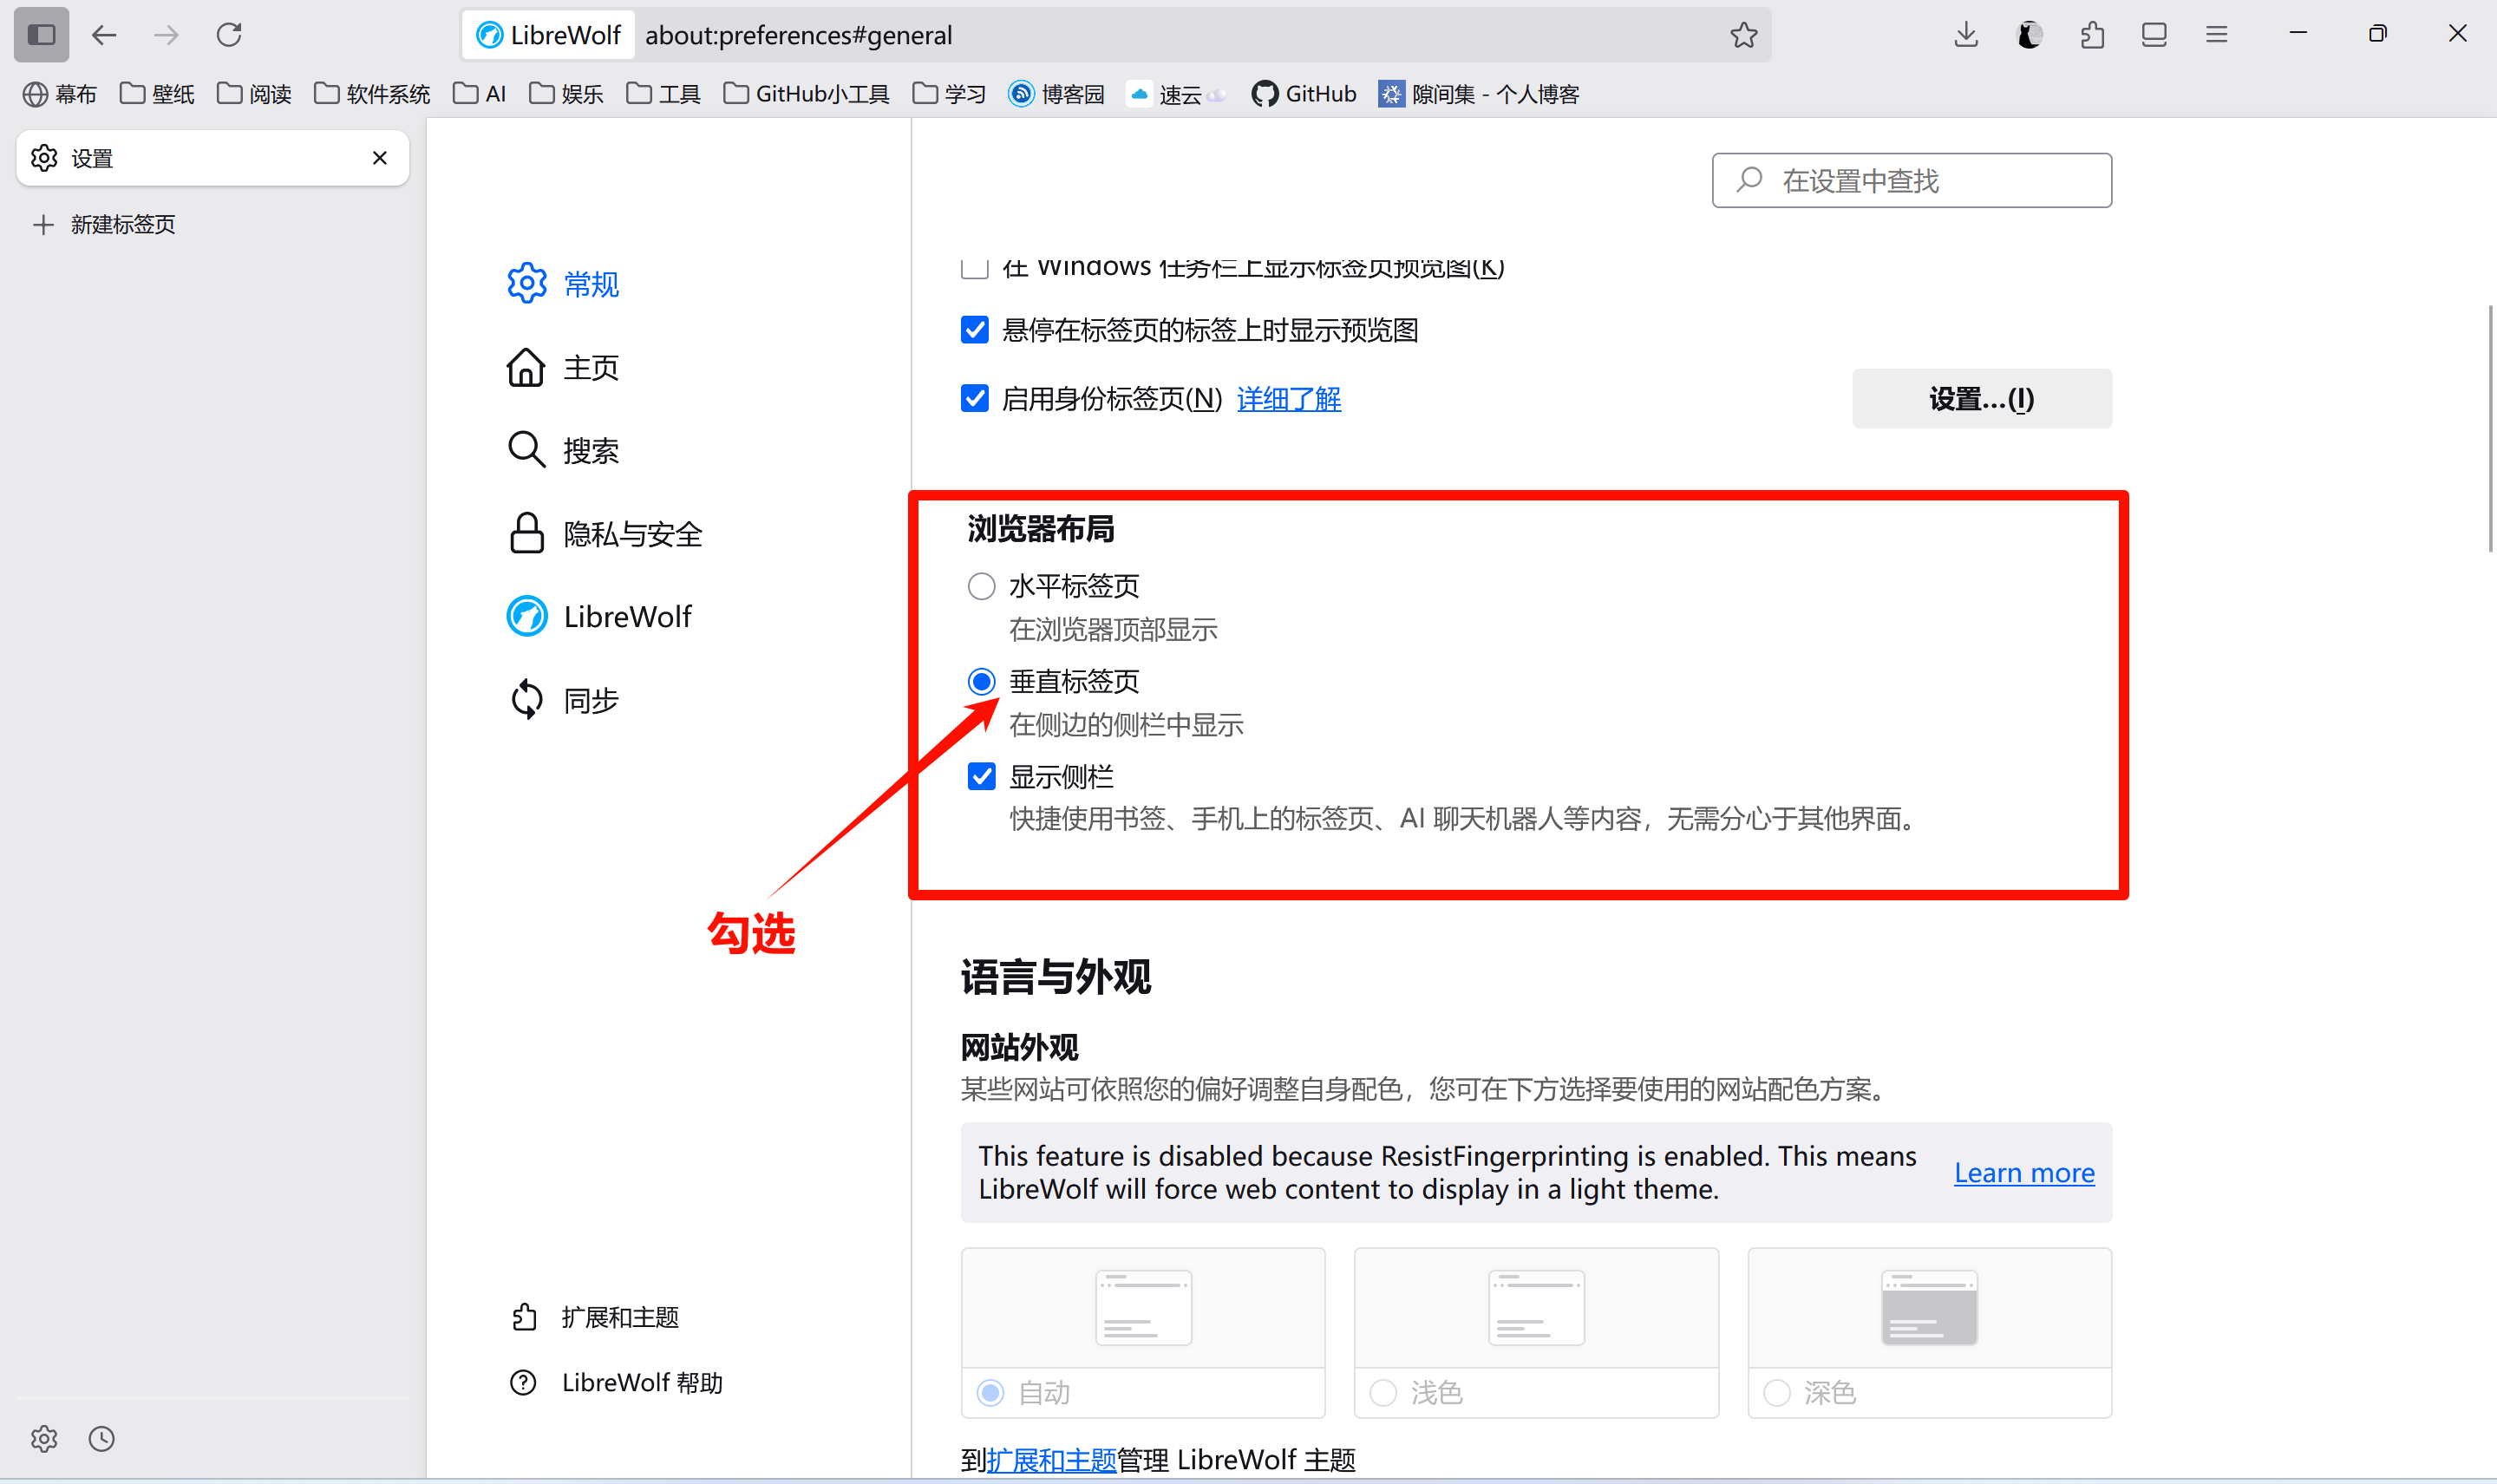 LibreWolf about:preferences#general
幕布 壁纸 阅读 软件系统 AI 娱乐 工具 GitHub小工具 学习 博客园 速云 GitHub 隙间集 - 个人博客
设置
新建标签页
在设置中查找
常规
主页
搜索
隐私与安全
LibreWolf
同步
扩展和主题
LibreWolf 帮助
在 Windows 任务栏上显示标签页预览图(K)
悬停在标签页的标签上时显示预览图
启用身份标签页(N) 详细了解
设置...(I)
浏览器布局
水平标签页
在浏览器顶部显示
垂直标签页
在侧边的侧栏中显示
显示侧栏
快捷使用书签、手机上的标签页、AI 聊天机器人等内容，无需分心于其他界面。
勾选
语言与外观
网站外观
某些网站可依照您的偏好调整自身配色，您可在下方选择要使用的网站配色方案。
This feature is disabled because ResistFingerprinting is enabled. This means
LibreWolf will force web content to display in a light theme.
Learn more
自动
浅色
深色
到扩展和主题管理 LibreWolf 主题